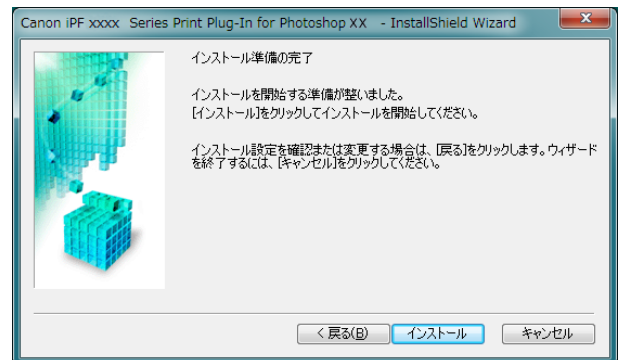 Canon iPF xxxx Series Print Plug-In for Photoshop XX - InstallShield Wizard
インストール準備の完了
インストールを開始する準備が整いました。
[インストール]をクリックしてインストールを開始してください。
インストール設定を確認または変更する場合は、[戻る]をクリックします。ウィザード
を終了するには、[キャンセル]をクリックしてください。
< 戻る(B) インストール キャンセル